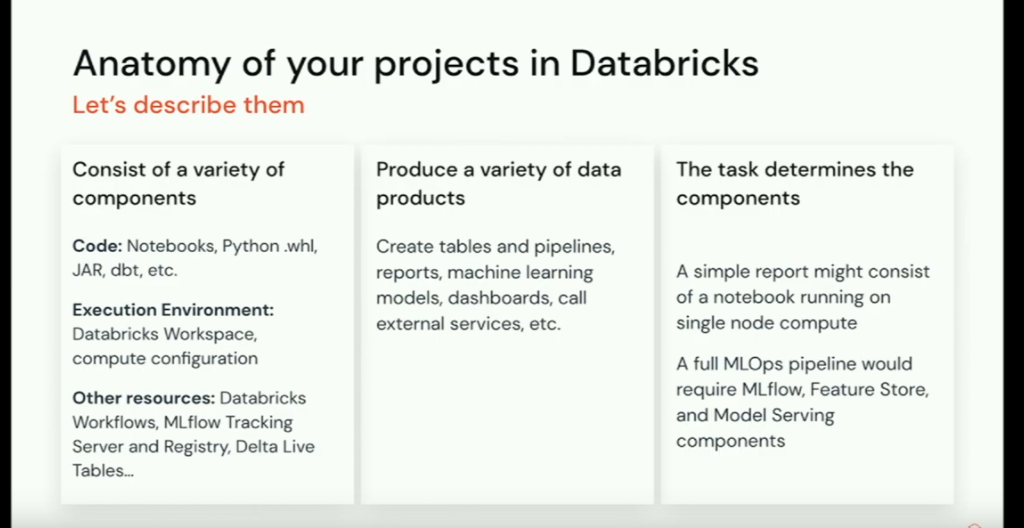 Anatomy of your projects in Databricks
Let's describe them
Consist of a variety of
components
Code: Notebooks, Python .whl,
JAR, dbt, etc.
Execution Environment:
Databricks Workspace,
compute configuration
Other resources: Databricks
Workflows, MLflow Tracking
Server and Registry, Delta Live
Tables...
Produce a variety of data
products
Create tables and pipelines,
reports, machine learning
models, dashboards, call
external services, etc.
The task determines the
components
A simple report might consist
of a notebook running on
single node compute
A full MLOps pipeline would
require MLflow, Feature Store,
and Model Serving
components